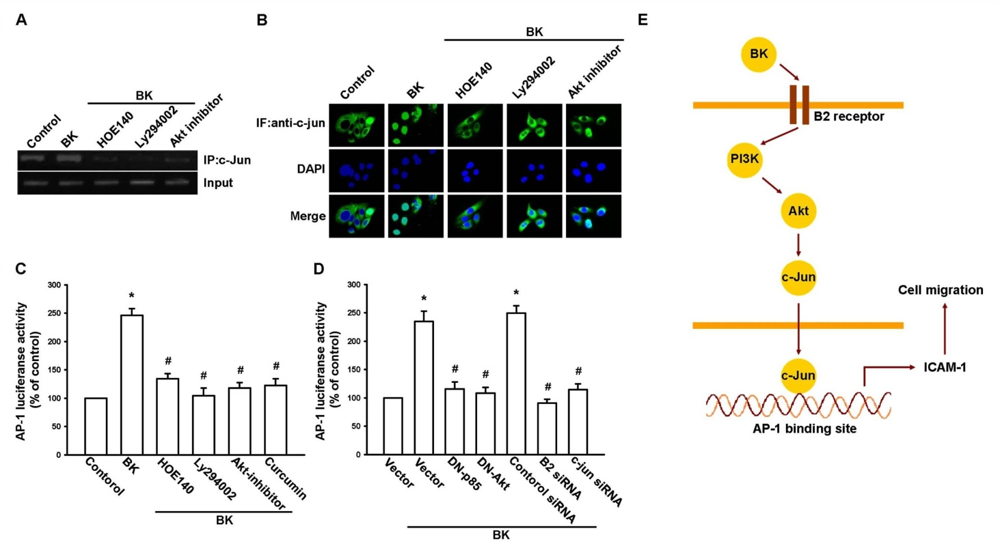 A
BK
Control
BK
HOE140
Ly294002
Akt inhibitor
IP:c-Jun
Input
B
BK
Control
BK
HOE140
Ly294002
Akt inhibitor
IF:anti-c-jun
DAPI
Merge
C
AP-1 luciferanse activity
(% of control)
300
250
200
150
100
50
0
*
#
#
#
#
Contorol
BK
HOE140
Ly294002
Akt-inhibitor
Curcumin
BK
D
AP-1 luciferanse activity
(% of control)
300
250
200
150
100
50
0
*
#
#
*
#
#
Vector
Vector
DN-p85
DN-Akt
Contorol siRNA
B2 siRNA
c-jun siRNA
BK
E
BK
B2 receptor
PI3K
Akt
c-Jun
Cell migration
c-Jun
ICAM-1
AP-1 binding site